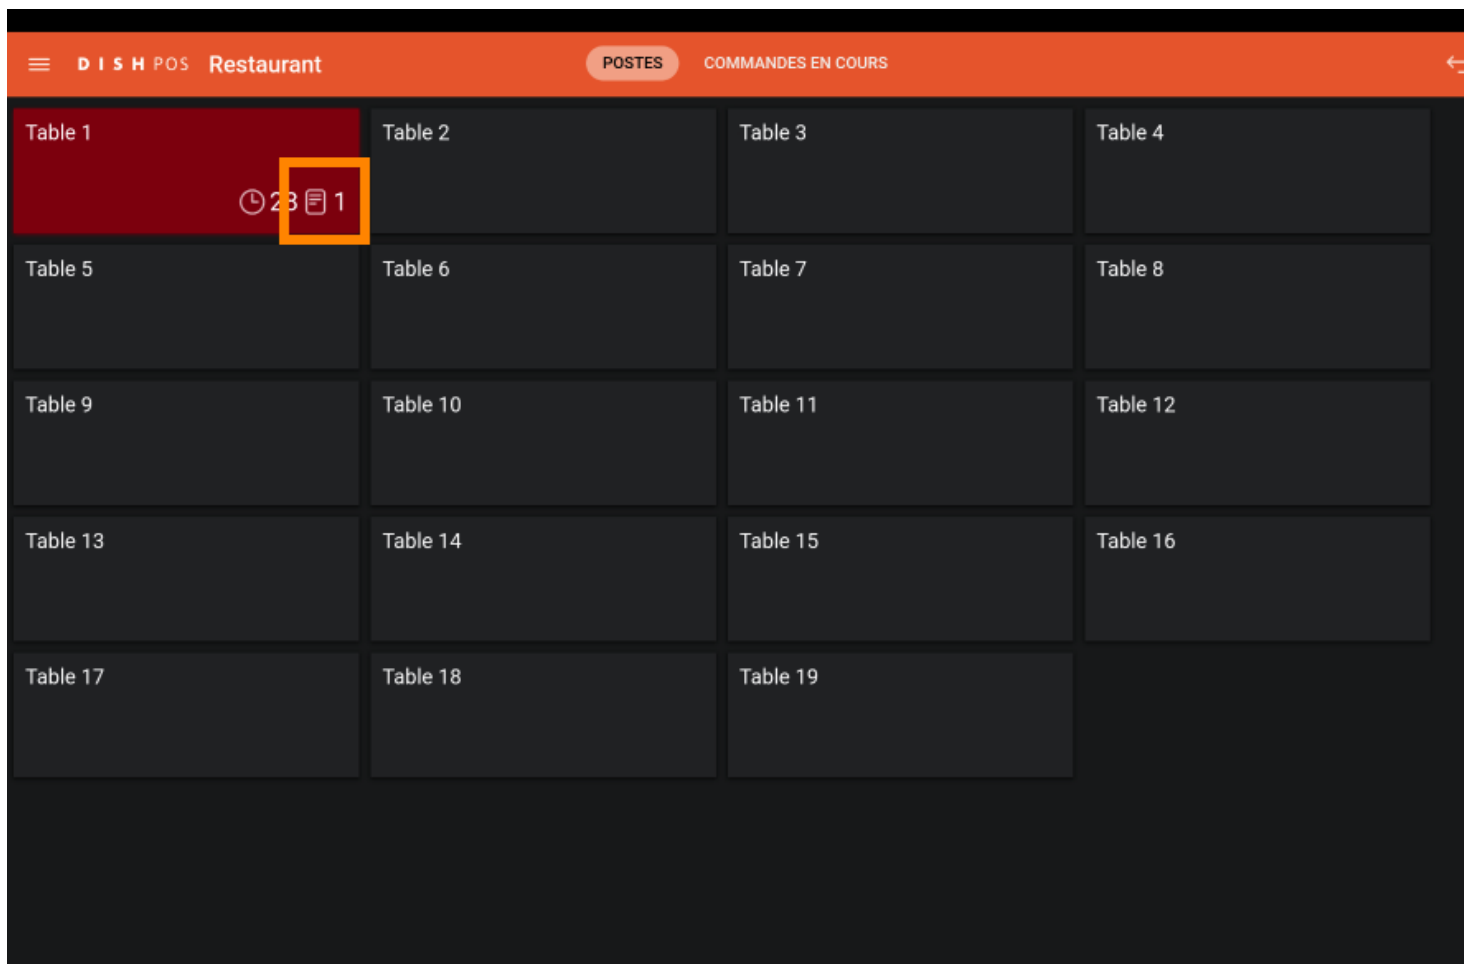 DISH POS Restaurant POSTES COMMANDES EN COURS
Table 1 Table 2 Table 3 Table 4
23 1
Table 5 Table 6 Table 7 Table 8
Table 9 Table 10 Table 11 Table 12
Table 13 Table 14 Table 15 Table 16
Table 17 Table 18 Table 19